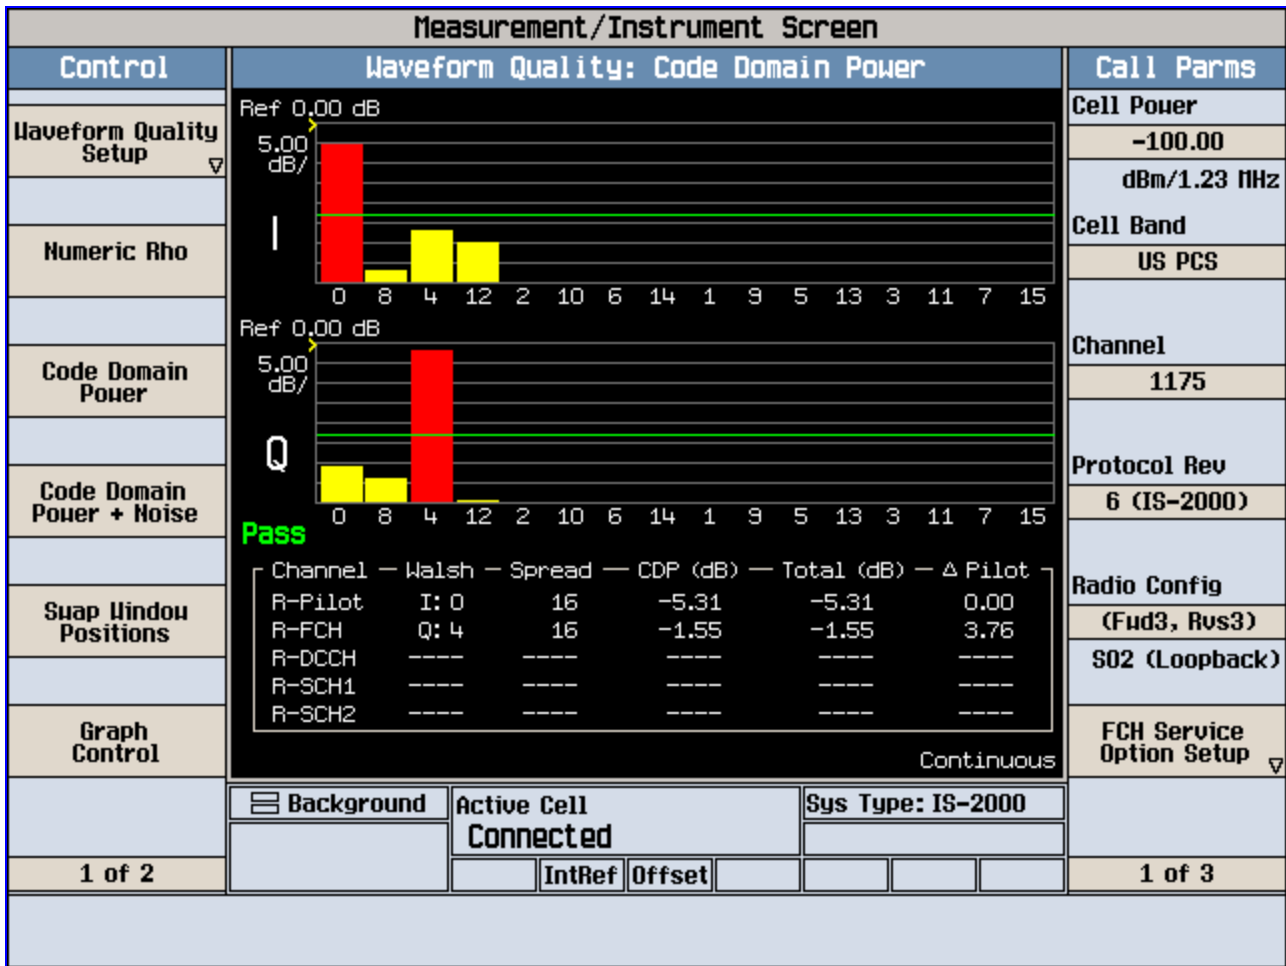 Measurement/Instrument Screen
Control
Waveform Quality
Setup
Numeric Rho
Code Domain
Power
Code Domain
Power + Noise
Swap Window
Positions
Graph
Control
1 of 2
Waveform Quality: Code Domain Power
Ref 0.00 dB
5.00
dB/
I
0 8 4 12 2 10 6 14 1 9 5 13 3 11 7 15
Ref 0.00 dB
5.00
dB/
Q
0 8 4 12 2 10 6 14 1 9 5 13 3 11 7 15
Pass
Channel — Walsh — Spread — CDP (dB) — Total (dB) — Δ Pilot
R-Pilot I: 0 16 -5.31 -5.31 0.00
R-FCH Q: 4 16 -1.55 -1.55 3.76
R-DCCH ---- ---- ---- ---- ----
R-SCH1 ---- ---- ---- ---- ----
R-SCH2 ---- ---- ---- ---- ----
Continuous
Background
Active Cell
Connected
Sys Type: IS-2000
IntRef Offset
Call Parms
Cell Power
-100.00
dBm/1.23 MHz
Cell Band
US PCS
Channel
1175
Protocol Rev
6 (IS-2000)
Radio Config
(Fwd3, Rvs3)
SO2 (Loopback)
FCH Service
Option Setup
1 of 3